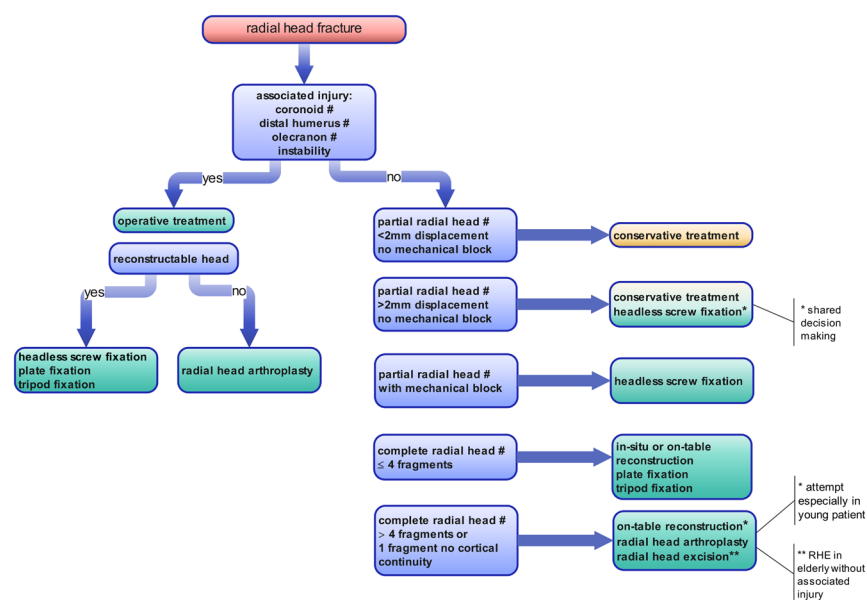 radial head fracture
associated injury:
coronoid #
distal humerus #
olecranon #
instability
yes
no
operative treatment
reconstructable head
yes
no
headless screw fixation
plate fixation
tripod fixation
radial head arthroplasty
partial radial head #
<2mm displacement
no mechanical block
conservative treatment
partial radial head #
>2mm displacement
no mechanical block
conservative treatment
headless screw fixation*
* shared
decision
making
partial radial head #
with mechanical block
headless screw fixation
complete radial head #
≤ 4 fragments
in-situ or on-table
reconstruction
plate fixation
tripod fixation
complete radial head #
> 4 fragments or
1 fragment no cortical
continuity
on-table reconstruction*
radial head arthroplasty
radial head excision**
* attempt
especially in
young patient
** RHE in
elderly without
associated
injury